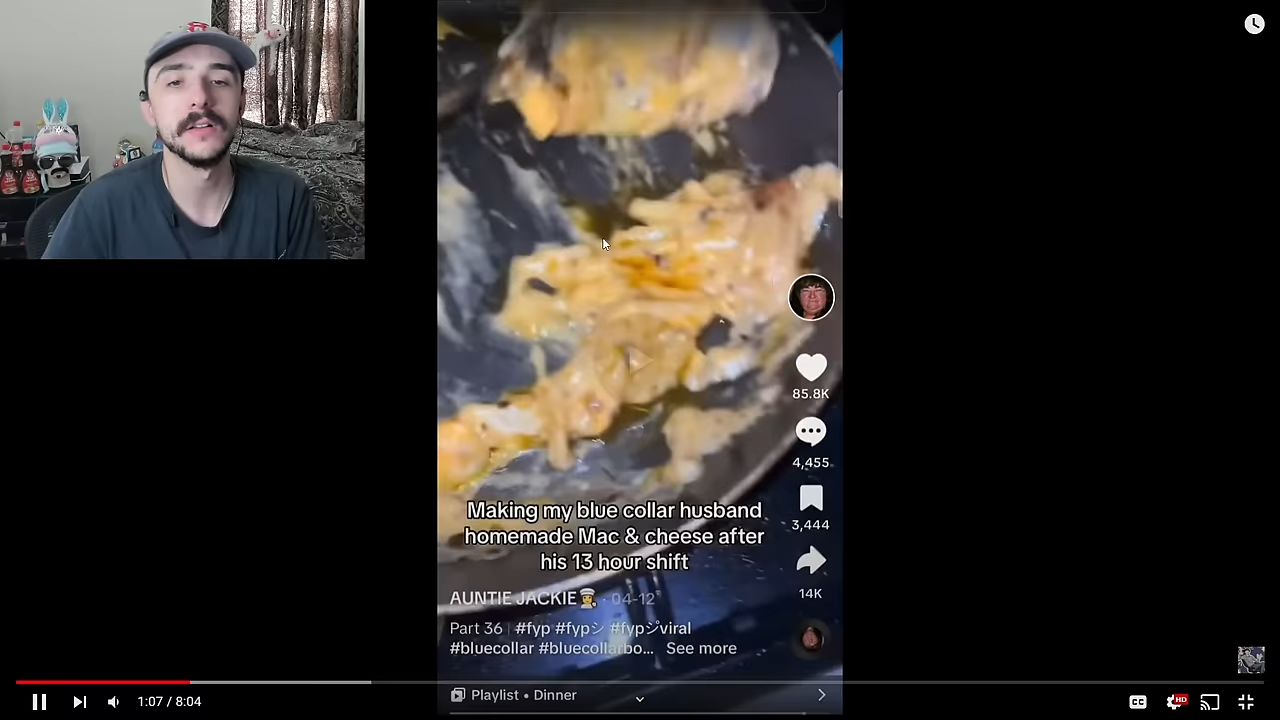 85.8K
4,455
3,444
14K
Making my blue collar husband
homemade Mac & cheese after
his 13 hour shift
AUNTIE JACKIE👩‍🍳 · 04-12
Part 36 | #fyp #fypシ #fypシviral
#bluecollar #bluecollarbo... See more
Playlist • Dinner
1:07 / 8:04
CC
HD